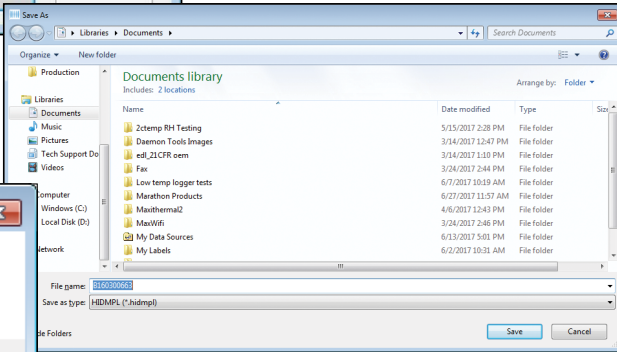 Save As
Libraries Documents
Search Documents
Organize New folder
Production
Libraries
Documents
Music
Pictures
Tech Support Do
Videos
Computer
Windows (C:)
Local Disk (D:)
Network
Documents library
Includes: 2 locations
Arrange by: Folder
Name Date modified Type Size
2ctemp RH Testing 5/15/2017 2:28 PM File folder
Daemon Tools Images 3/14/2017 12:47 PM File folder
edl_21CFR oem 3/14/2017 1:10 PM File folder
Fax 3/24/2017 2:44 PM File folder
Low temp logger tests 6/7/2017 10:19 AM File folder
Marathon Products 6/27/2017 11:57 AM File folder
Maxithermal2 4/6/2017 12:43 PM File folder
MaxWifi 3/24/2017 2:46 PM File folder
My Data Sources 6/13/2017 5:01 PM File folder
My Labels 6/2/2017 10:31 AM File folder
File name: 8160300663
Save as type: HIDMPL (*.hidmpl)
de Folders
Save Cancel